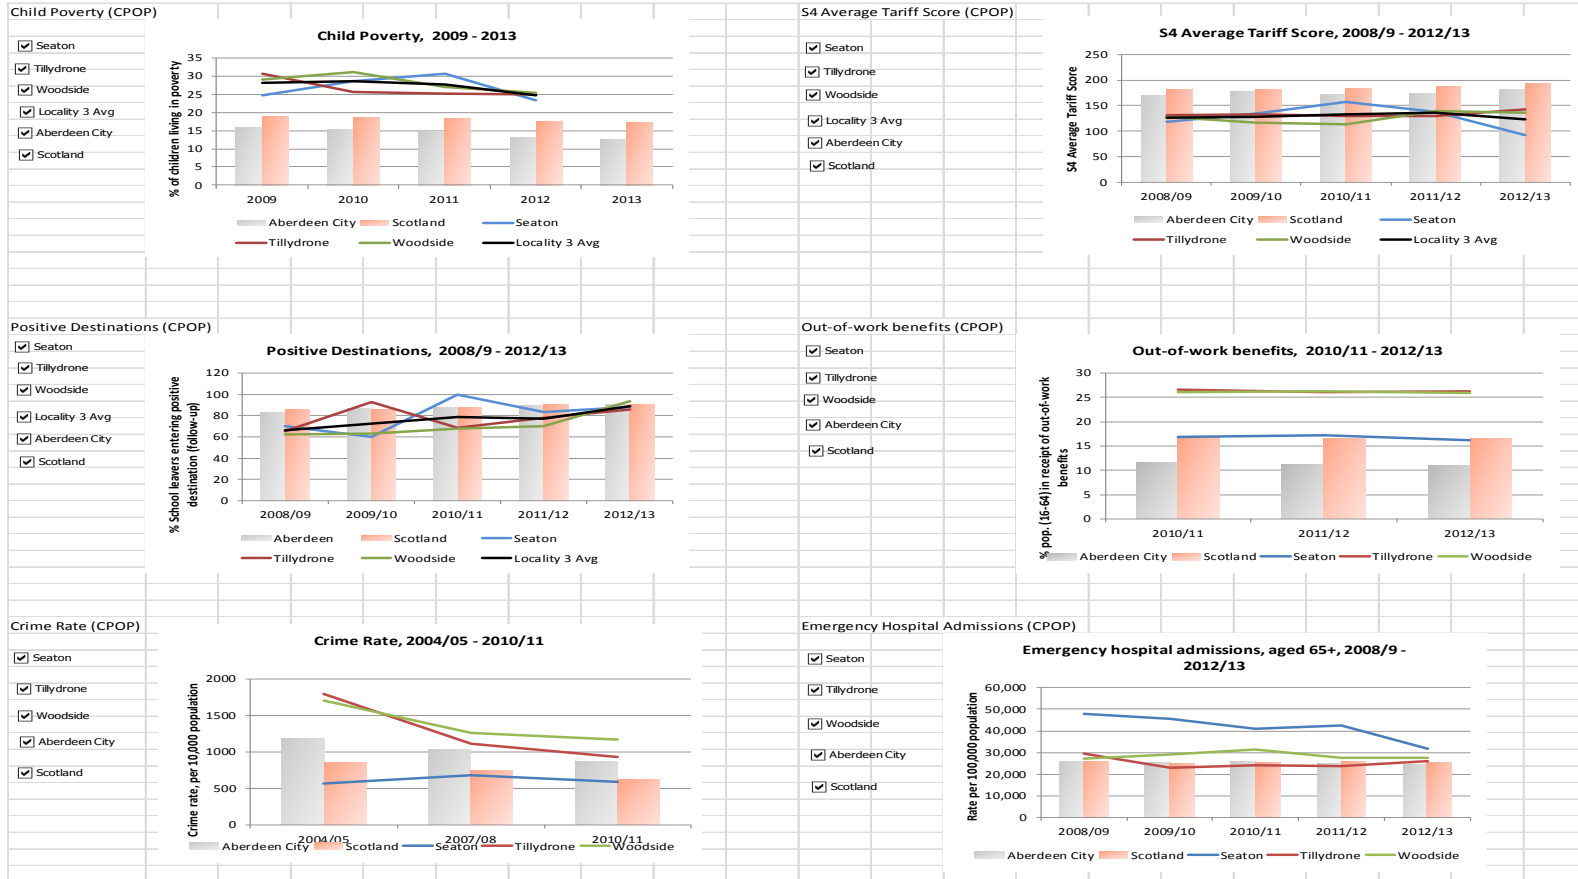 Child Poverty (CPOP)
Seaton
Tillydrone
Woodside
Locality 3 Avg
Aberdeen City
Scotland
Child Poverty, 2009 - 2013
% of children living in poverty
35
30
25
20
15
10
5
0
2009 2010 2011 2012 2013
Aberdeen City Scotland Seaton
Tillydrone Woodside Locality 3 Avg
S4 Average Tariff Score (CPOP)
Seaton
Tillydrone
Woodside
Locality 3 Avg
Aberdeen City
Scotland
S4 Average Tariff Score, 2008/9 - 2012/13
S4 Average Tariff Score
250
200
150
100
50
0
2008/09 2009/10 2010/11 2011/12 2012/13
Aberdeen City Scotland Seaton
Tillydrone Woodside Locality 3 Avg
Positive Destinations (CPOP)
Seaton
Tillydrone
Woodside
Locality 3 Avg
Aberdeen City
Scotland
Positive Destinations, 2008/9 - 2012/13
% School leavers entering positive
destination (follow-up)
120
100
80
60
40
20
0
2008/09 2009/10 2010/11 2011/12 2012/13
Aberdeen Scotland Seaton
Tillydrone Woodside Locality 3 Avg
Out-of-work benefits (CPOP)
Seaton
Tillydrone
Woodside
Aberdeen City
Scotland
Out-of-work benefits, 2010/11 - 2012/13
% pop. (16-64) in receipt of out-of-work
benefits
30
25
20
15
10
5
0
2010/11 2011/12 2012/13
Aberdeen City Scotland Seaton Tillydrone Woodside
Crime Rate (CPOP)
Seaton
Tillydrone
Woodside
Aberdeen City
Scotland
Crime Rate, 2004/05 - 2010/11
Crime rate, per 10,000 population
2000
1500
1000
500
0
2004/05 2007/08 2010/11
Aberdeen City Scotland Seaton Tillydrone Woodside
Emergency Hospital Admissions (CPOP)
Seaton
Tillydrone
Woodside
Aberdeen City
Scotland
Emergency hospital admissions, aged 65+, 2008/9 -
2012/13
Rate per 100,000 population
60,000
50,000
40,000
30,000
20,000
10,000
0
2008/09 2009/10 2010/11 2011/12 2012/13
Aberdeen City Scotland Seaton Tillydrone Woodside